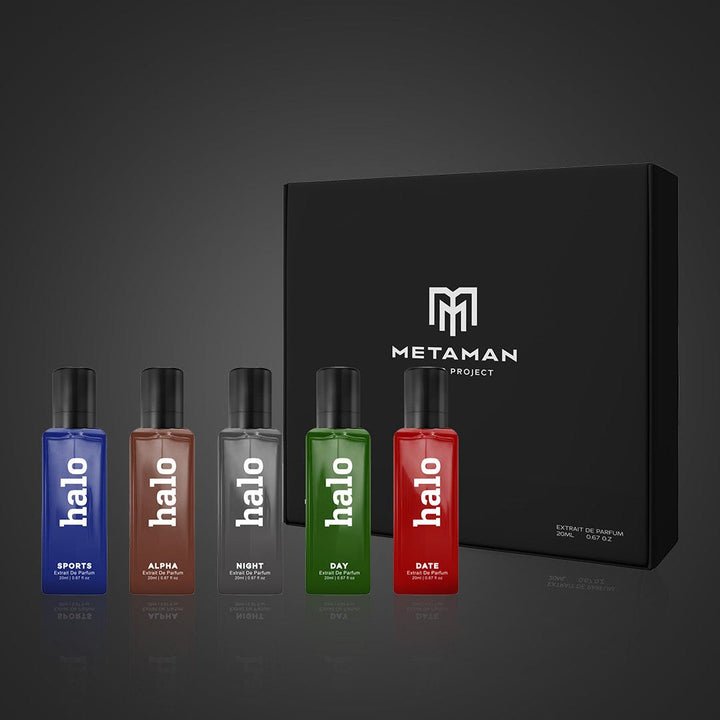 METAMAN
PROJECT
EXTRAIT DE PARFUM
20ML 0.67 0.Z
halo
SPORTS
Extrait De Parfum
20ml | 0.67 fl oz
halo
ALPHA
Extrait De Parfum
20ml | 0.67 fl oz
halo
NIGHT
Extrait De Parfum
20ml | 0.67 fl oz
halo
DAY
Extrait De Parfum
20ml | 0.67 fl oz
halo
DATE
Extrait De Parfum
20ml | 0.67 fl oz